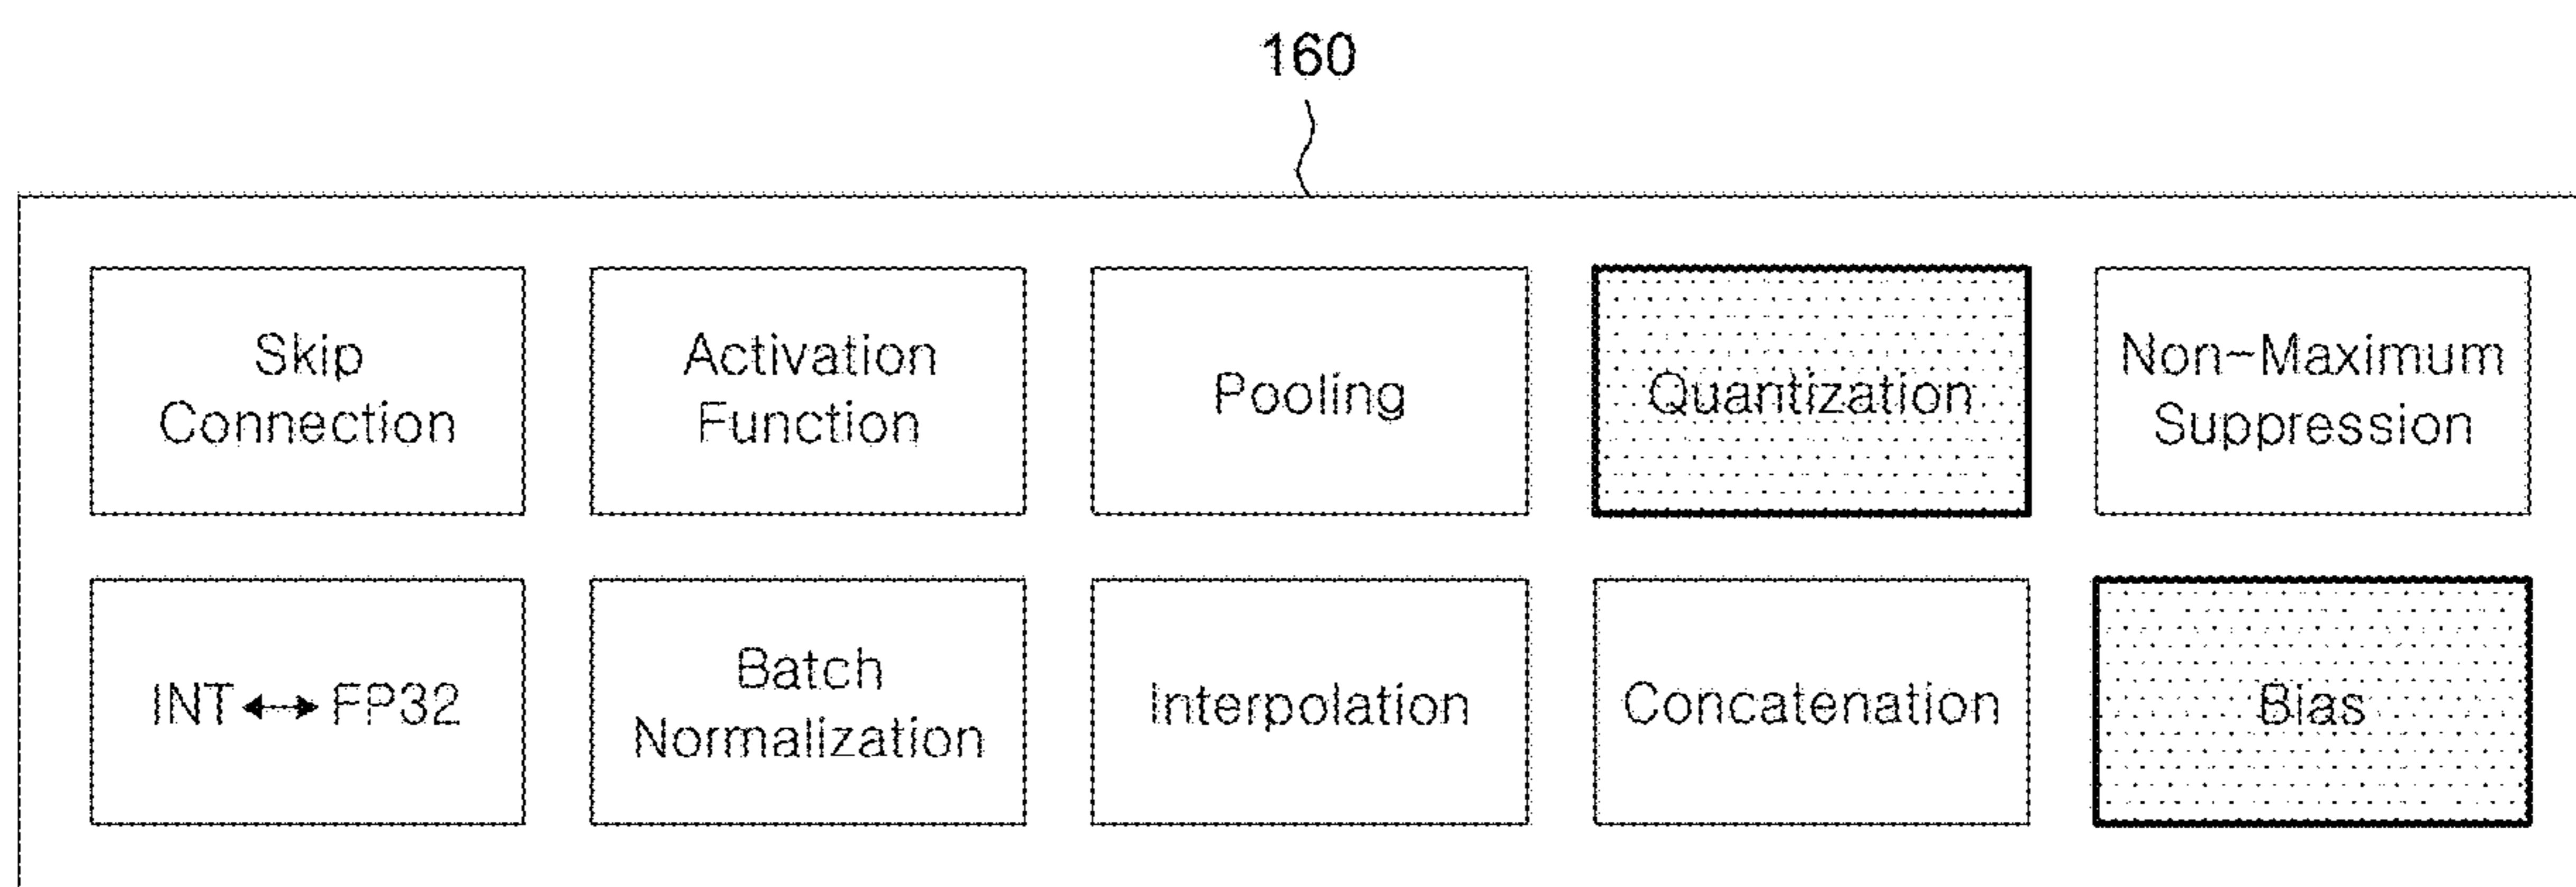 160
Skip
Connection
Activation
Function
Pooling
Quantization
Non-Maximum
Suppression
INT↔FP32
Batch
Normalization
Interpolation
Concatenation
Bias